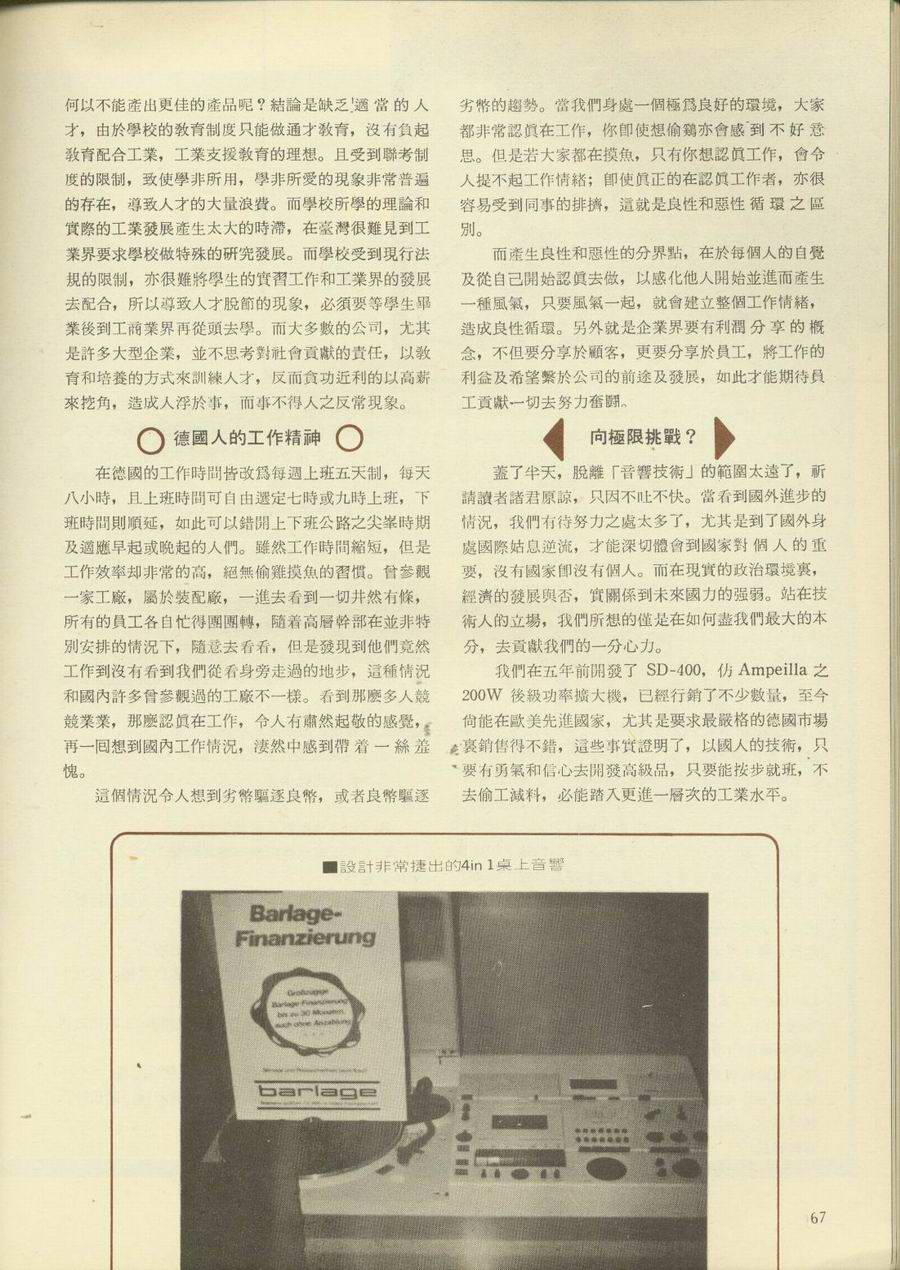 何以不能產出更佳的產品呢？結論是缺乏適當的人
才，由於學校的教育制度只能做通才教育，沒有負起
教育配合工業，工業支援教育的理想。且受到聯考制
度的限制，致使學非所用，學非所愛的現象非常普遍
的存在，導致人才的大量浪費。而學校所學的理論和
實際的工業發展產生太大的時滯，在臺灣很難見到工
業界要求學校做特殊的研究發展。而學校受到現行法
規的限制，亦很難將學生的實習工作和工業界的發展
去配合，所以導致人才脫節的現象，必須要等學生畢
業後到工商業界再從頭去學。而大多數的公司，尤其
是許多大型企業，並不思考對社會貢獻的責任，以教
育和培養的方式來訓練人才，反而貪功近利的以高薪
來挖角，造成人浮於事，而事不得人之反常現象。
德國人的工作精神
在德國的工作時間皆改爲每週上班五天制，每天
八小時，且上班時間可自由選定七時或九時上班，下
班時間則順延，如此可以錯開上下班公路之尖峯時期
及適應早起或晚起的人們。雖然工作時間縮短，但是
工作效率却非常的高，絕無偷雞摸魚的習慣。曾參觀
一家工廠，屬於裝配廠，一進去看到一切井然有條，
所有的員工各自忙得團團轉，隨着高層幹部在並非特
別安排的情況下，隨意去看看，但是發現到他們竟然
工作到沒有看到我們從看身旁走過的地步，這種情況
和國內許多曾參觀過的工廠不一樣。看到那麼多人兢
兢業業，那麼認眞在工作，令人有肅然起敬的感覺，
再一回想到國內工作情況，淒然中感到帶着一絲羞
愧。
這個情況令人想到劣幣驅逐良幣，或者良幣驅逐
劣幣的趨勢。當我們身處一個極爲良好的環境，大家
都非常認眞在工作，你卽使想偷鷄亦會感到不好意
思。但是若大家都在摸魚，只有你想認眞工作，會令
人提不起工作情緒；卽使眞正的在認眞工作者，亦很
容易受到同事的排擠，這就是良性和惡性循環之區
別。
而產生良性和惡性的分界點，在於每個人的自覺
及從自己開始認眞去做，以感化他人開始並進而產生
一種風氣，只要風氣一起，就會建立整個工作情緒，
造成良性循環。另外就是企業界要有利潤分享的概
念，不但要分享於顧客，更要分享於員工，將工作的
利益及希望繫於公司的前途及發展，如此才能期待員
工貢獻一切去努力奮鬪。
向極限挑戰？
蓋了半天，脫離「音響技術」的範圍太遠了，祈
請讀者諸君原諒，只因不吐不快。當看到國外進步的
情況，我們有待努力之處太多了，尤其是到了國外身
處國際姑息逆流，才能深切體會到國家對個人的重
要，沒有國家卽沒有個人。而在現實的政治環境裏，
經濟的發展與否，實關係到未來國力的强弱。站在技
術人的立場，我們所想的僅是在如何盡我們最大的本
分，去貢獻我們的一分心力。
我們在五年前開發了 SD-400，仿 Ampeilla 之
200W 後級功率擴大機，已經行銷了不少數量，至今
尙能在歐美先進國家，尤其是要求最嚴格的德國市場
裏銷售得不錯，這些事實證明了，以國人的技術，只
要有勇氣和信心去開發高級品，只要能按步就班，不
去偷工減料，必能踏入更進一層次的工業水平。
■設計非常捷出的4in 1桌上音響
Barlage-
Finanzierung
Großzügige
Barlage-Finanzierung
bis zu 30 Monaten,
auch ohne Anzahlung
barlage
67